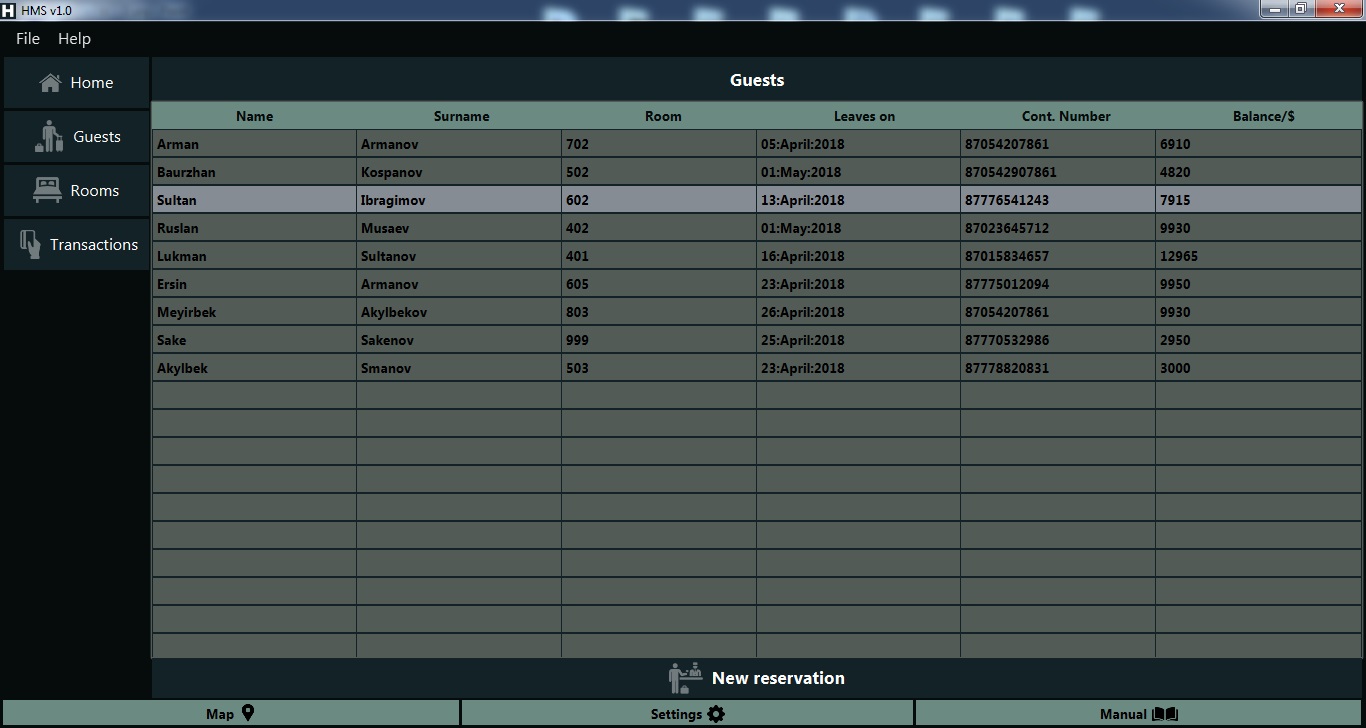 H HMS v1.0
File Help
Home
Guests
Rooms
Transactions
Guests
Name Surname Room Leaves on Cont. Number Balance/$
Arman Armanov 702 05:April:2018 87054207861 6910
Baurzhan Kospanov 502 01:May:2018 870542907861 4820
Sultan Ibragimov 602 13:April:2018 87776541243 7915
Ruslan Musaev 402 01:May:2018 87023645712 9930
Lukman Sultanov 401 16:April:2018 87015834657 12965
Ersin Armanov 605 23:April:2018 87775012094 9950
Meyirbek Akylbekov 803 26:April:2018 87054207861 9930
Sake Sakenov 999 25:April:2018 87770532986 2950
Akylbek Smanov 503 23:April:2018 87778820831 3000
New reservation
Map Settings Manual